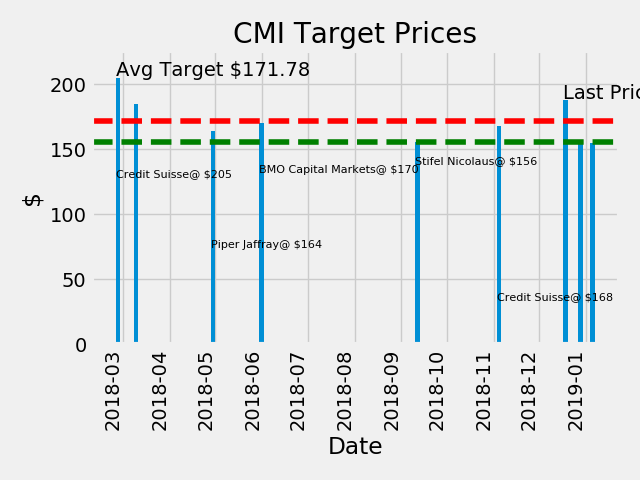 CMI Target Prices
Avg Target $171.78
Last Pric
200
150
100
50
0
$
Credit Suisse@ $205
BMO Capital Markets@ $170
Stifel Nicolaus@ $156
Piper Jaffray@ $164
Credit Suisse@ $168
2018-03
2018-04
2018-05
2018-06
2018-07
2018-08
2018-09
2018-10
2018-11
2018-12
2019-01
Date